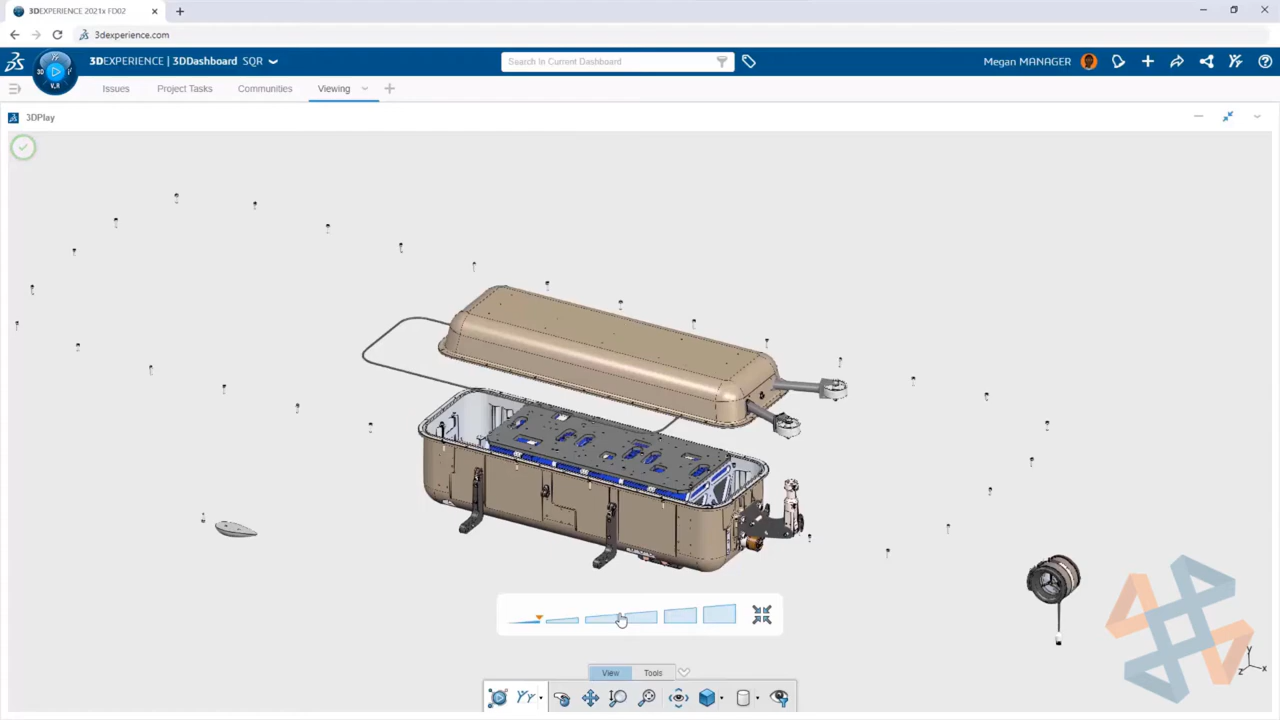 3DEXPERIENCE 2021x FD02
3dexperience.com
3DEXPERIENCE | 3DDashboard SQR
Search In Current Dashboard
Megan MANAGER
3D
V.R
Issues
Project Tasks
Communities
Viewing
3DPlay
Y
Z
X
View
Tools